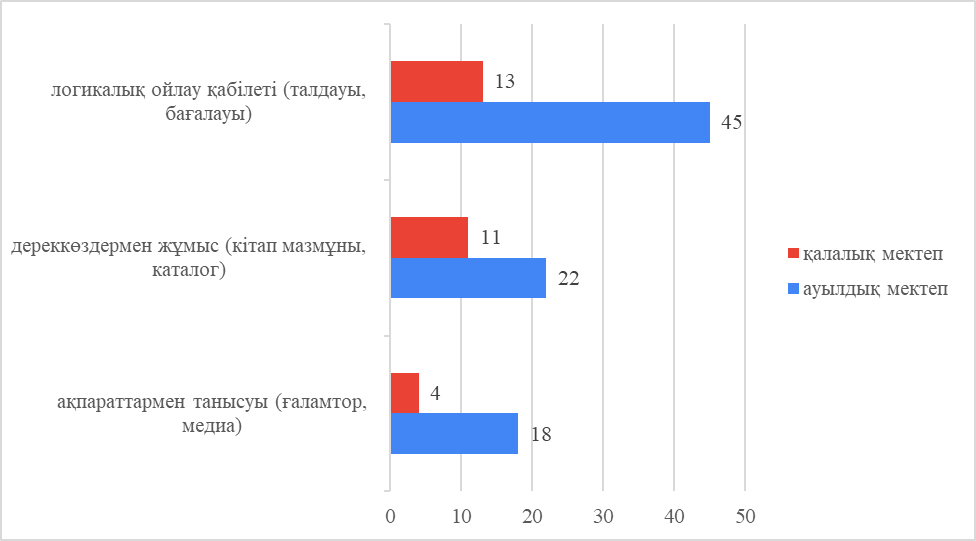 логикалық ойлау қабілеті (талдауы,
бағалауы)
13
45
дереккөздермен жұмыс (кітап мазмұны,
каталог)
11
22
ақпараттармен танысуы (ғаламтор,
медиа)
4
18
0 10 20 30 40 50
қалалық мектеп
ауылдық мектеп